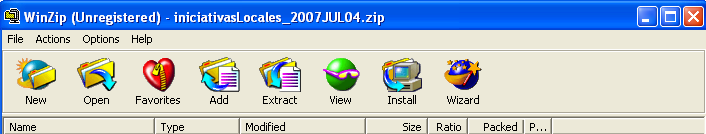 WinZip (Unregistered) - iniciativasLocales_2007JUL04.zip
File Actions Options Help
New Open Favorites Add Extract View Install Wizard
Name Type Modified Size Ratio Packed P...